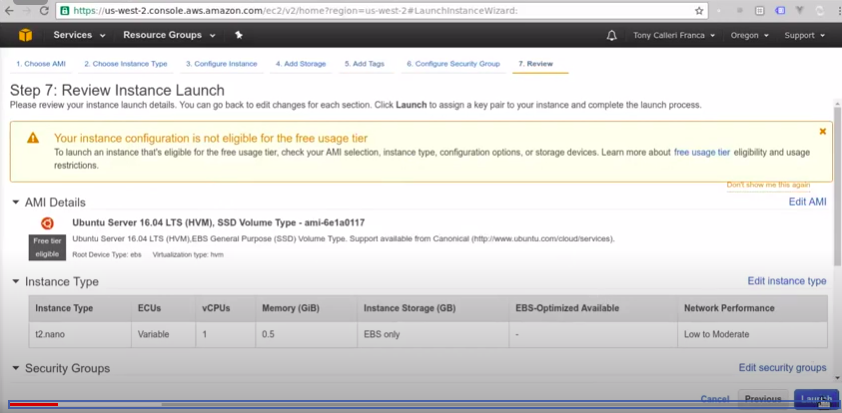 https://us-west-2.console.aws.amazon.com/ec2/v2/home?region=us-west-2#LaunchInstanceWizard:
Services Resource Groups Tony Calleri Franca Oregon Support
1. Choose AMI 2. Choose Instance Type 3. Configure Instance 4. Add Storage 5. Add Tags 6. Configure Security Group 7. Review
Step 7: Review Instance Launch
Please review your instance launch details. You can go back to edit changes for each section. Click Launch to assign a key pair to your instance and complete the launch process.
Your instance configuration is not eligible for the free usage tier
To launch an instance that's eligible for the free usage tier, check your AMI selection, instance type, configuration options, or storage devices. Learn more about free usage tier eligibility and usage
restrictions.
Don't show me this again
AMI Details Edit AMI
Ubuntu Server 16.04 LTS (HVM), SSD Volume Type - ami-6e1a0117
Free tier
eligible
Ubuntu Server 16.04 LTS (HVM),EBS General Purpose (SSD) Volume Type. Support available from Canonical (http://www.ubuntu.com/cloud/services).
Root Device Type: ebs Virtualization type: hvm
Instance Type Edit instance type
Instance Type ECUs vCPUs Memory (GiB) Instance Storage (GB) EBS-Optimized Available Network Performance
t2.nano Variable 1 0.5 EBS only - Low to Moderate
Security Groups Edit security groups
Cancel Previous Launch